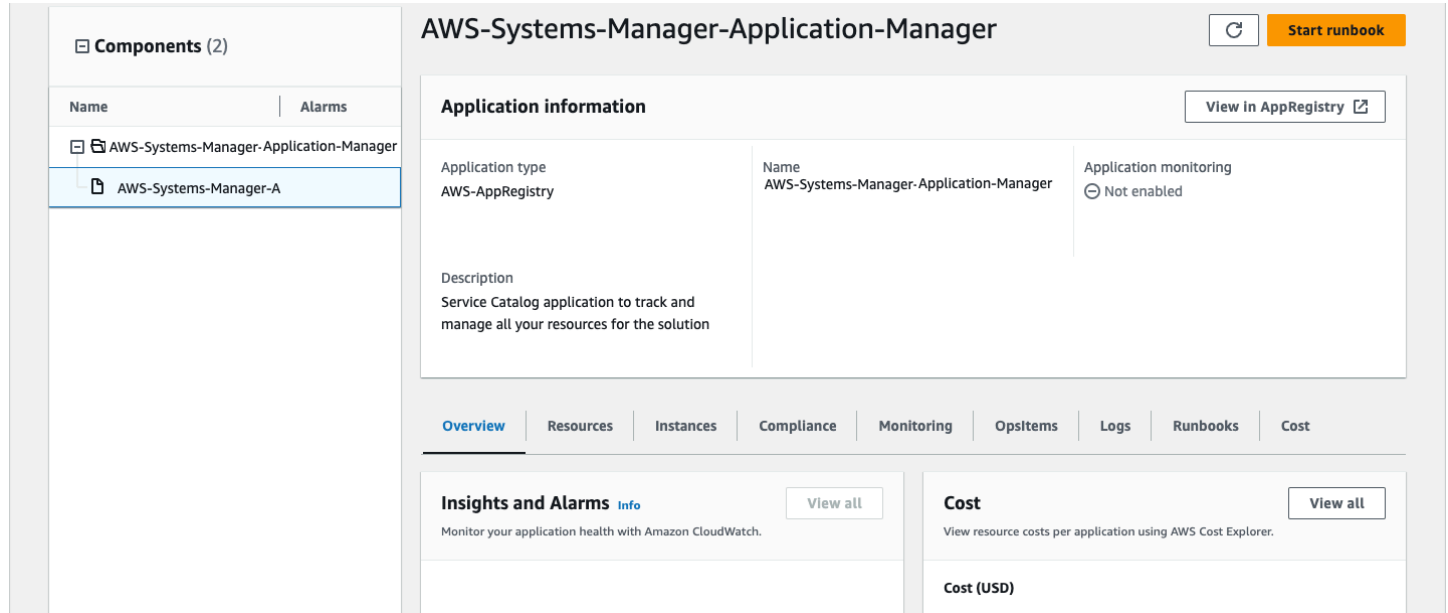 Components (2)
Name Alarms
AWS-Systems-Manager-Application-Manager
AWS-Systems-Manager-A
AWS-Systems-Manager-Application-Manager
Start runbook
Application information
View in AppRegistry
Application type
AWS-AppRegistry
Name
AWS-Systems-Manager-Application-Manager
Application monitoring
Not enabled
Description
Service Catalog application to track and
manage all your resources for the solution
Overview Resources Instances Compliance Monitoring OpsItems Logs Runbooks Cost
Insights and Alarms Info
View all
Monitor your application health with Amazon CloudWatch.
Cost
View all
View resource costs per application using AWS Cost Explorer.
Cost (USD)